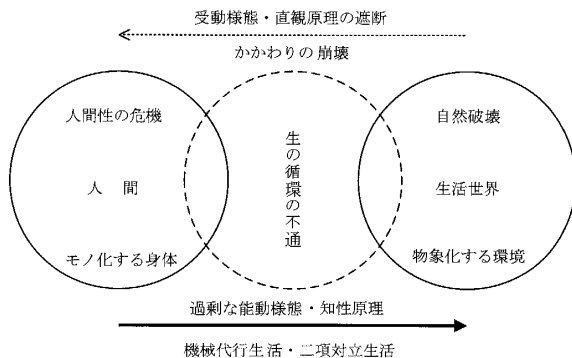 受動様態・直観原理の遮断
かかわりの崩壊
人間性の危機
人 間
モノ化する身体
生の循環の不通
自然破壊
生活世界
物象化する環境
過剰な能動様態・知性原理
機械代行生活・二項対立生活